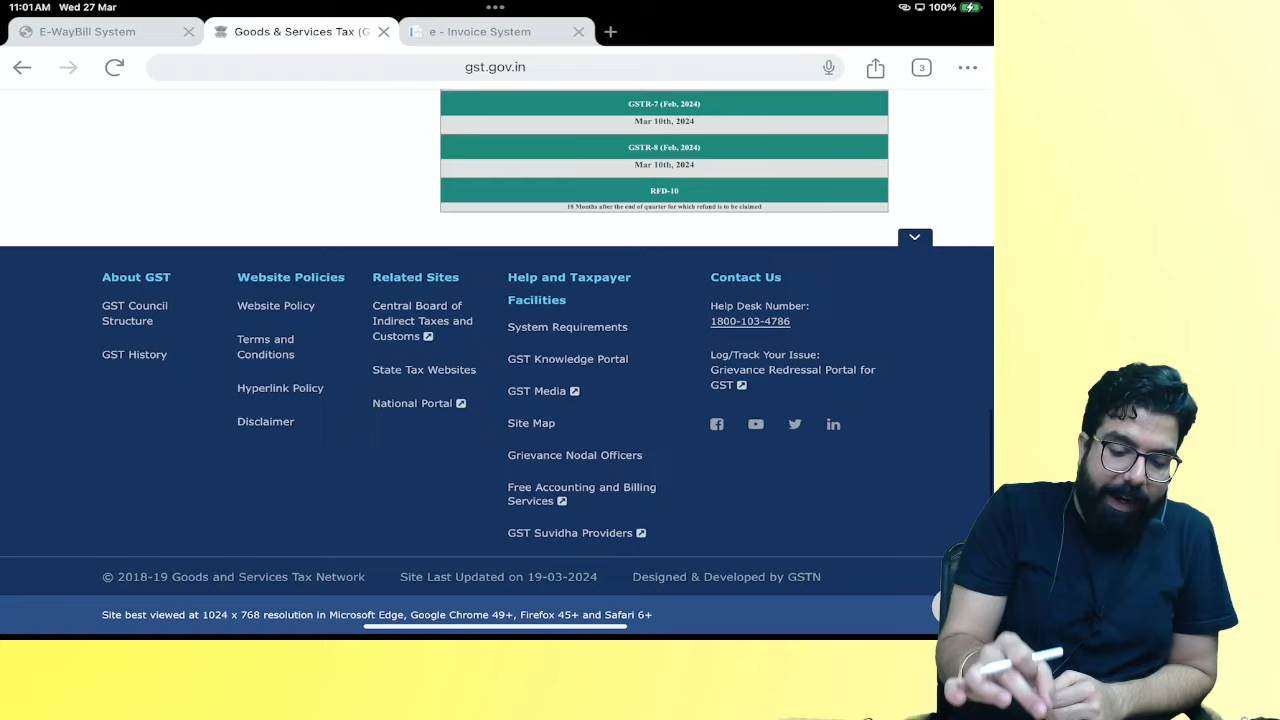 11:01AM Wed 27 Mar
100%
E-WayBill System
Goods & Services Tax (G
e - Invoice System
gst.gov.in
3
GSTR-7 (Feb, 2024)
Mar 10th, 2024
GSTR-8 (Feb, 2024)
Mar 10th, 2024
RFD-10
18 Months after the end of quarter for which refund is to be claimed
About GST
GST Council
Structure
GST History
Website Policies
Website Policy
Terms and
Conditions
Hyperlink Policy
Disclaimer
Related Sites
Central Board of
Indirect Taxes and
Customs
State Tax Websites
National Portal
Help and Taxpayer
Facilities
System Requirements
GST Knowledge Portal
GST Media
Site Map
Grievance Nodal Officers
Free Accounting and Billing
Services
GST Suvidha Providers
Contact Us
Help Desk Number:
1800-103-4786
Log/Track Your Issue:
Grievance Redressal Portal for
GST
© 2018-19 Goods and Services Tax Network
Site Last Updated on 19-03-2024
Designed & Developed by GSTN
Site best viewed at 1024 x 768 resolution in Microsoft Edge, Google Chrome 49+, Firefox 45+ and Safari 6+